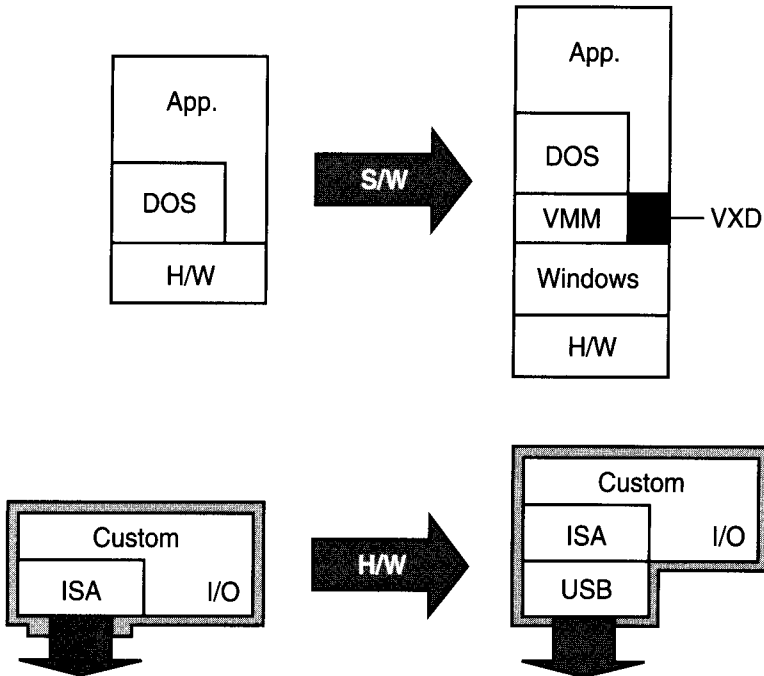 App.
DOS
H/W
S/W
App.
DOS
VMM
VXD
Windows
H/W
Custom
ISA
I/O
H/W
Custom
ISA
I/O
USB